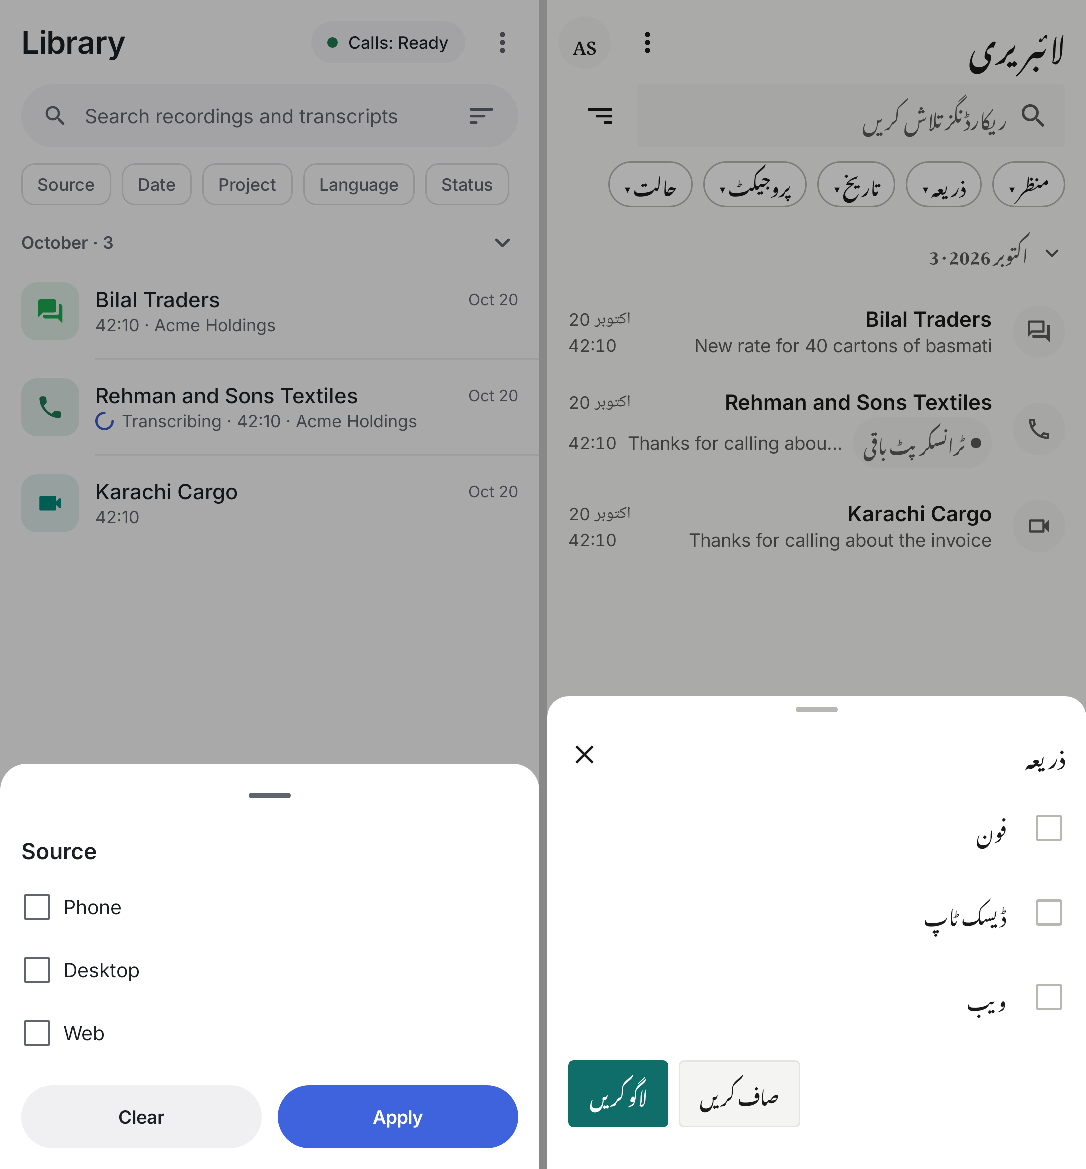 Library
Calls: Ready
Search recordings and transcripts
Source
Date
Project
Language
Status
October · 3
Bilal Traders
Oct 20
42:10 · Acme Holdings
Rehman and Sons Textiles
Oct 20
Transcribing · 42:10 · Acme Holdings
Karachi Cargo
Oct 20
42:10
Source
Phone
Desktop
Web
Clear
Apply
لائبریری
AS
ریکارڈنگز تلاش کریں
منظر
ذریعہ
تاریخ
پروجیکٹ
حالت
اکتوبر 2026 · 3
Bilal Traders
اکتوبر 20
New rate for 40 cartons of basmati
42:10
Rehman and Sons Textiles
اکتوبر 20
ٹرانسکرپٹ باقی
Thanks for calling abou...
42:10
Karachi Cargo
اکتوبر 20
Thanks for calling about the invoice
42:10
ذریعہ
فون
ڈیسک ٹاپ
ویب
صاف کریں
لاگو کریں